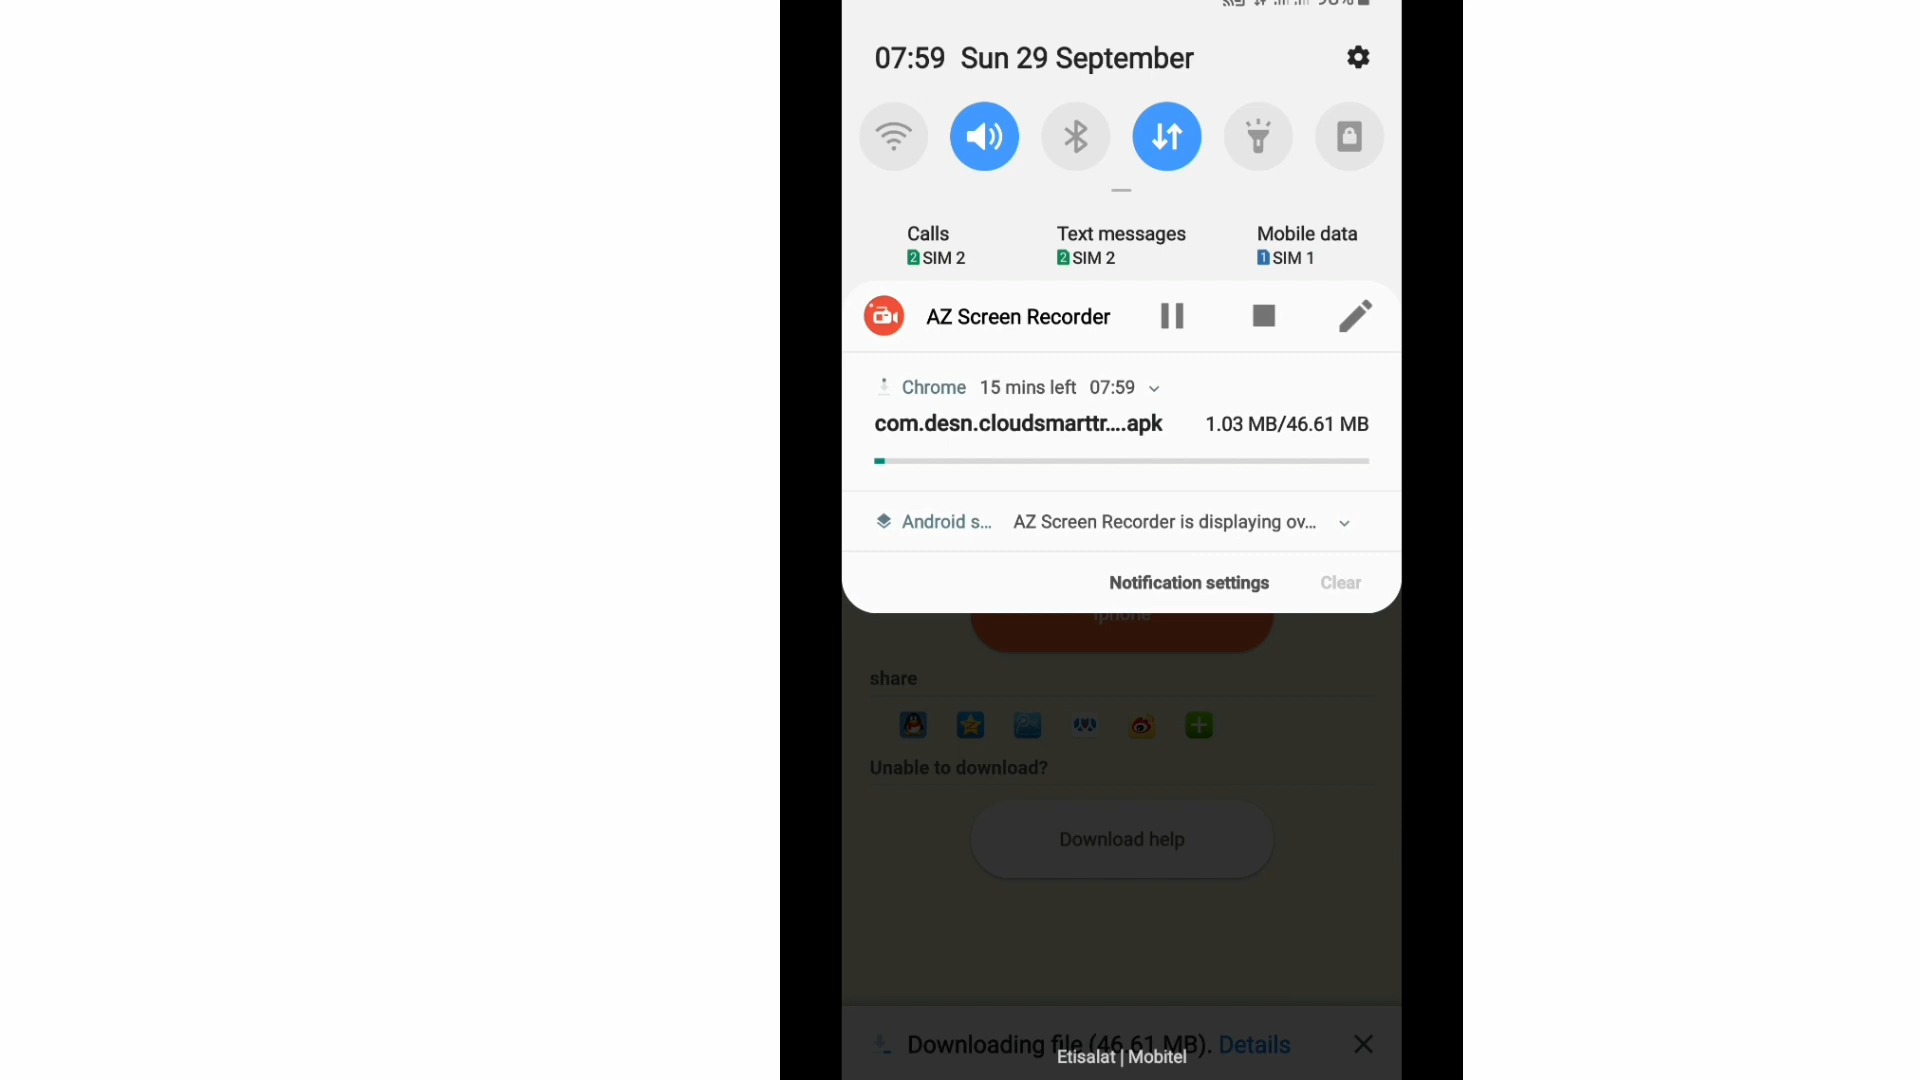 07:59 Sun 29 September
Calls Text messages Mobile data
2 SIM 2 2 SIM 2 1 SIM 1
AZ Screen Recorder
Chrome 15 mins left 07:59
com.desn.cloudsmarttr....apk 1.03 MB/46.61 MB
Android s... AZ Screen Recorder is displaying ov...
Notification settings Clear
Iphone
share
Unable to download?
Download help
Downloading file (46.61 MB). Details
Etisalat | Mobitel